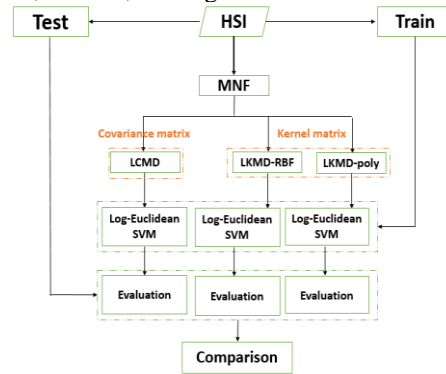 Test
HSI
Train
MNF
Covariance matrix
Kernel matrix
LCMD
LKMD-RBF
LKMD-poly
Log-Euclidean
SVM
Log-Euclidean
SVM
Log-Euclidean
SVM
Evaluation
Evaluation
Evaluation
Comparison